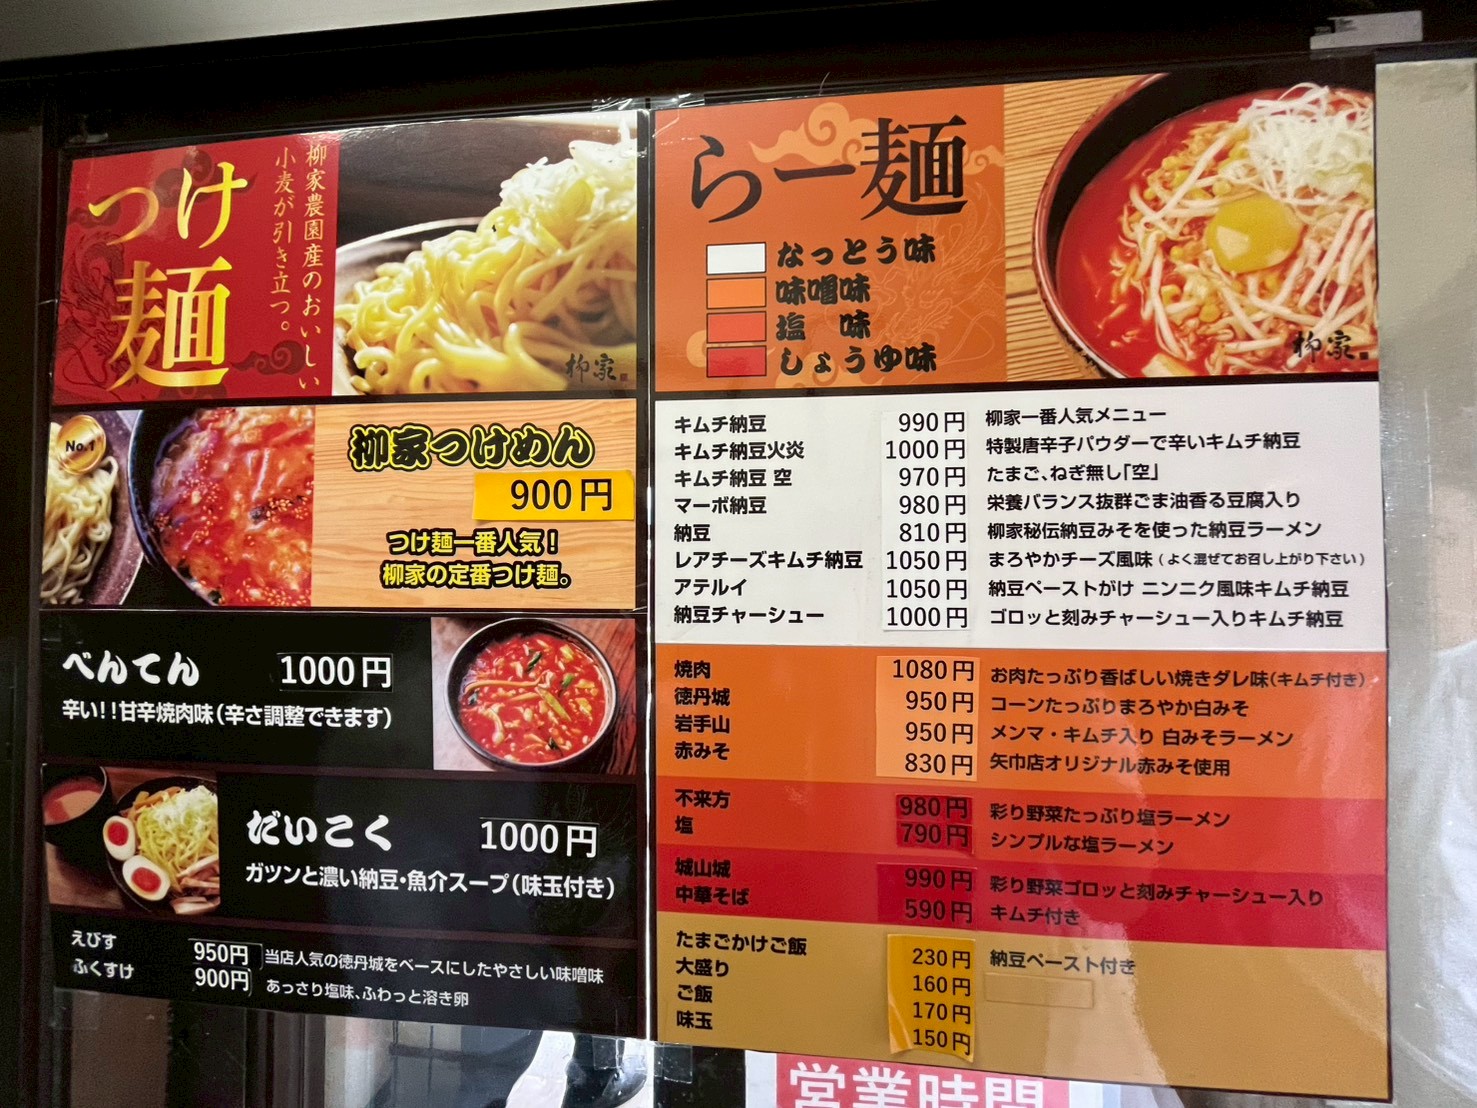 つけ麺
柳家農園産のおいしい
小麦が引き立つ。
柳家
No.1
柳家つけめん
900円
つけ麺一番人気！
柳家の定番つけ麺。
べんてん 1000円
辛い！！甘辛焼肉味（辛さ調整できます）
だいこく 1000円
ガツンと濃い納豆・魚介スープ（味玉付き）
えびす 950円 当店人気の徳丹城をベースにしたやさしい味噌味
ふくすけ 900円 あっさり塩味、ふわっと溶き卵
らー麺
なっとう味
味噌味
塩 味
しょうゆ味
柳家
キムチ納豆 990円 柳家一番人気メニュー
キムチ納豆火炎 1000円 特製唐辛子パウダーで辛いキムチ納豆
キムチ納豆 空 970円 たまご、ねぎ無し「空」
マーボ納豆 980円 栄養バランス抜群ごま油香る豆腐入り
納豆 810円 柳家秘伝納豆みそを使った納豆ラーメン
レアチーズキムチ納豆 1050円 まろやかチーズ風味（よく混ぜてお召し上がり下さい）
アテルイ 1050円 納豆ペーストがけ ニンニク風味キムチ納豆
納豆チャーシュー 1000円 ゴロッと刻みチャーシュー入りキムチ納豆
焼肉 1080円 お肉たっぷり香ばしい焼きダレ味（キムチ付き）
徳丹城 950円 コーンたっぷりまろやか白みそ
岩手山 950円 メンマ・キムチ入り 白みそラーメン
赤みそ 830円 矢巾店オリジナル赤みそ使用
不来方 980円 彩り野菜たっぷり塩ラーメン
塩 790円 シンプルな塩ラーメン
城山城 990円 彩り野菜ゴロッと刻みチャーシュー入り
中華そば 590円 キムチ付き
たまごかけご飯 230円 納豆ペースト付き
大盛り 160円
ご飯 170円
味玉 150円
営業時間